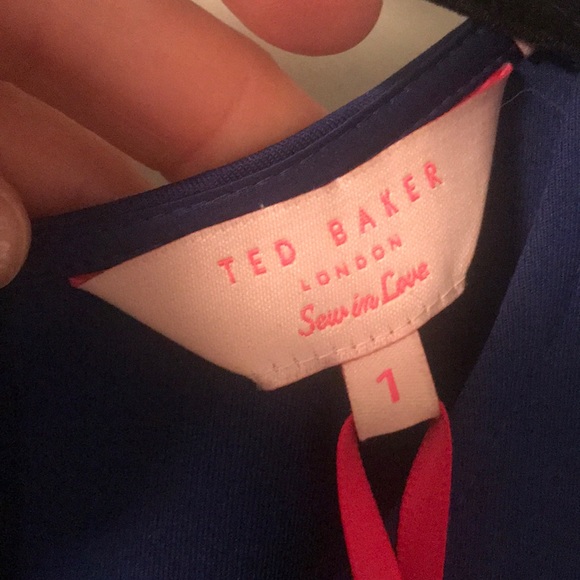 TED BAKER
LONDON
Sew in Love
1